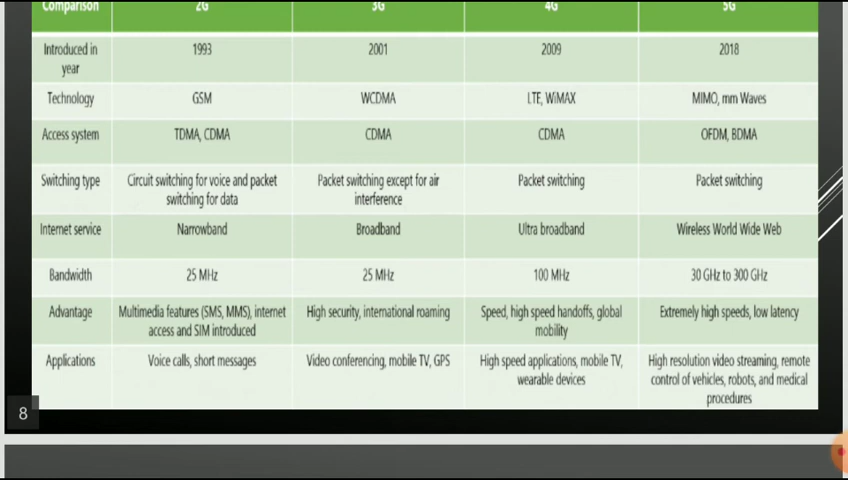 Comparison 2G 3G 4G 5G
Introduced in year 1993 2001 2009 2018
Technology GSM WCDMA LTE, WiMAX MIMO, mm Waves
Access system TDMA, CDMA CDMA CDMA OFDM, BDMA
Switching type Circuit switching for voice and packet switching for data Packet switching except for air interference Packet switching Packet switching
Internet service Narrowband Broadband Ultra broadband Wireless World Wide Web
Bandwidth 25 MHz 25 MHz 100 MHz 30 GHz to 300 GHz
Advantage Multimedia features (SMS, MMS), internet access and SIM introduced High security, international roaming Speed, high speed handoffs, global mobility Extremely high speeds, low latency
Applications Voice calls, short messages Video conferencing, mobile TV, GPS High speed applications, mobile TV, wearable devices High resolution video streaming, remote control of vehicles, robots, and medical procedures
8